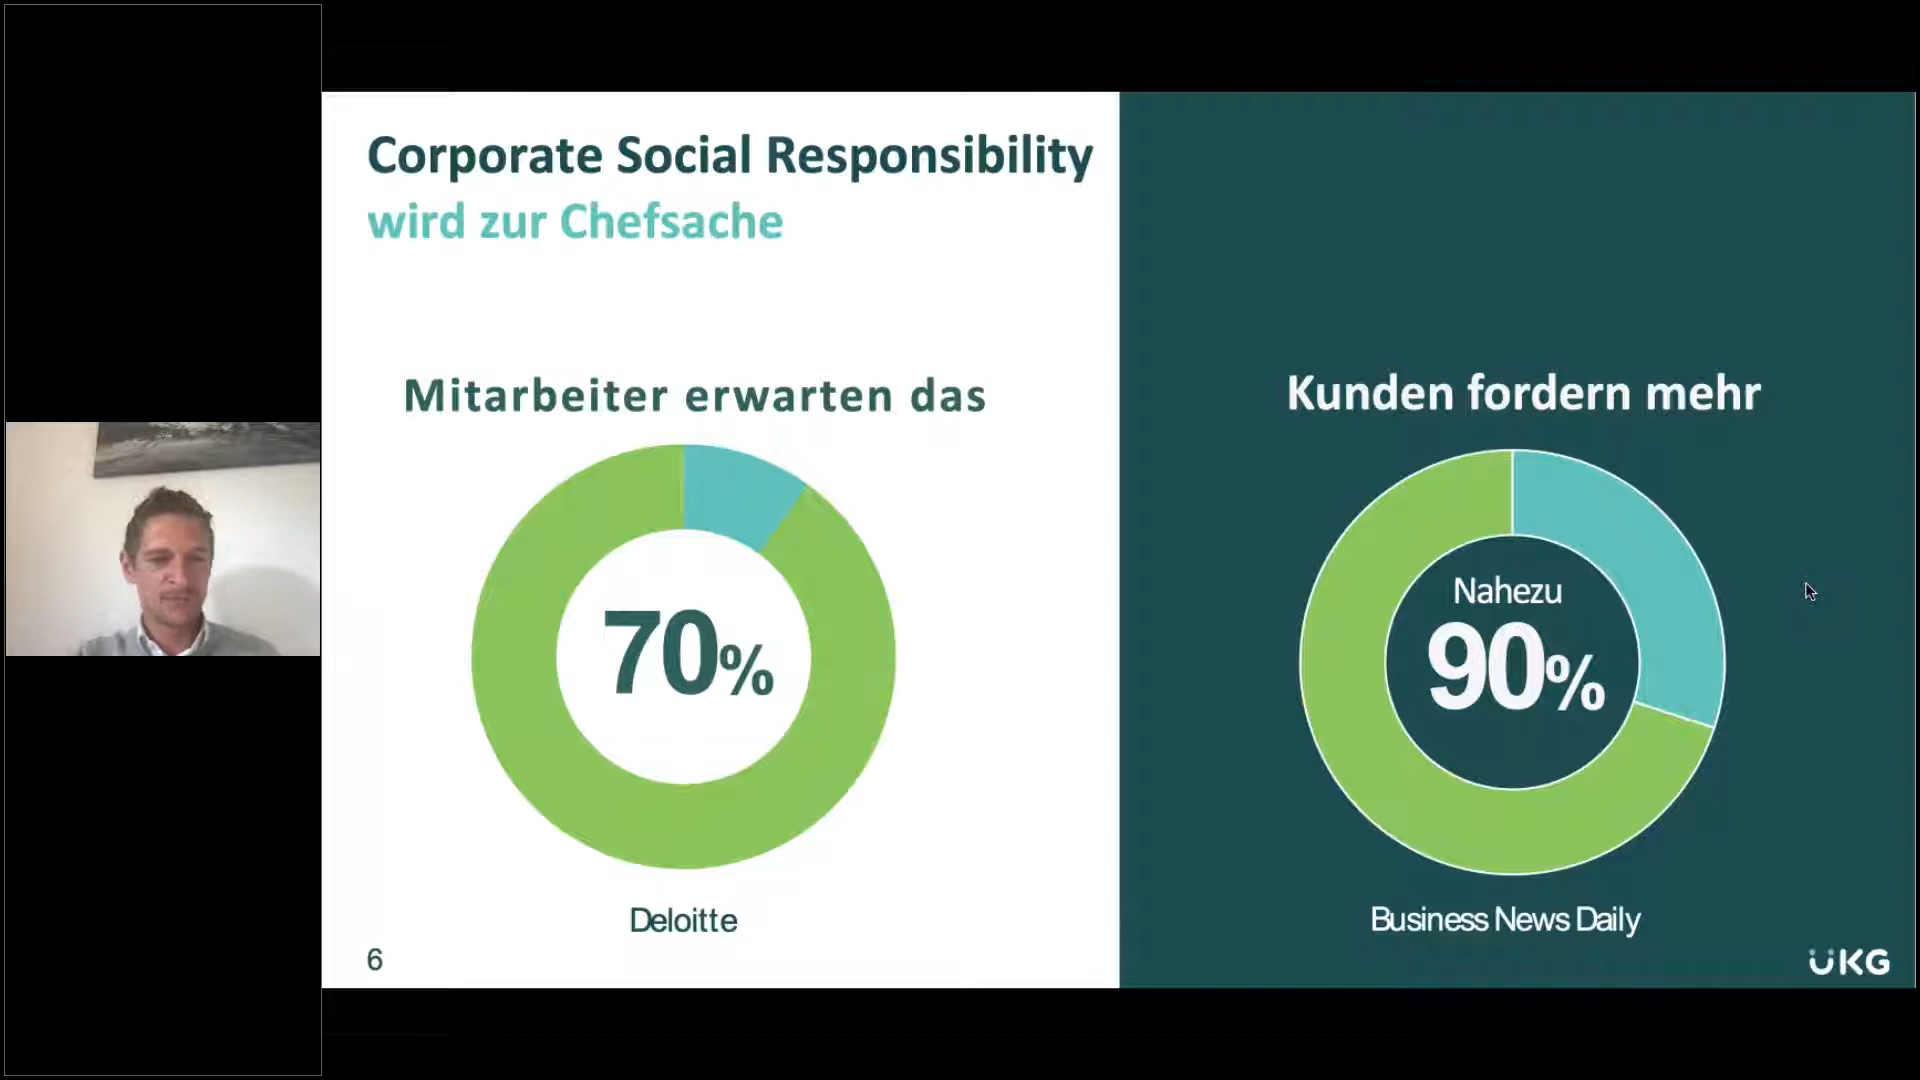 Corporate Social Responsibility
wird zur Chefsache
Mitarbeiter erwarten das
70%
Deloitte
6
Kunden fordern mehr
Nahezu
90%
Business News Daily
UKG